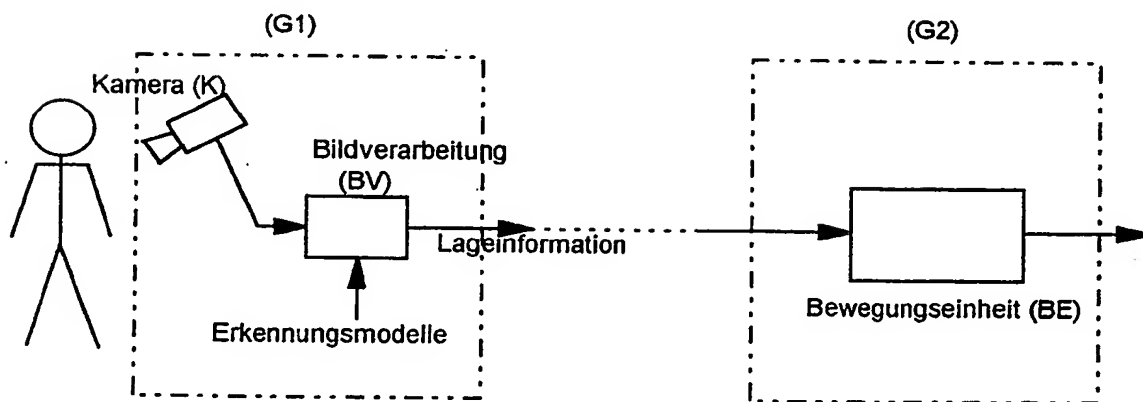 (G1)
(G2)
Kamera (K)
Bildverarbeitung
(BV)
Lageinformation
Erkennungsmodelle
Bewegungseinheit (BE)